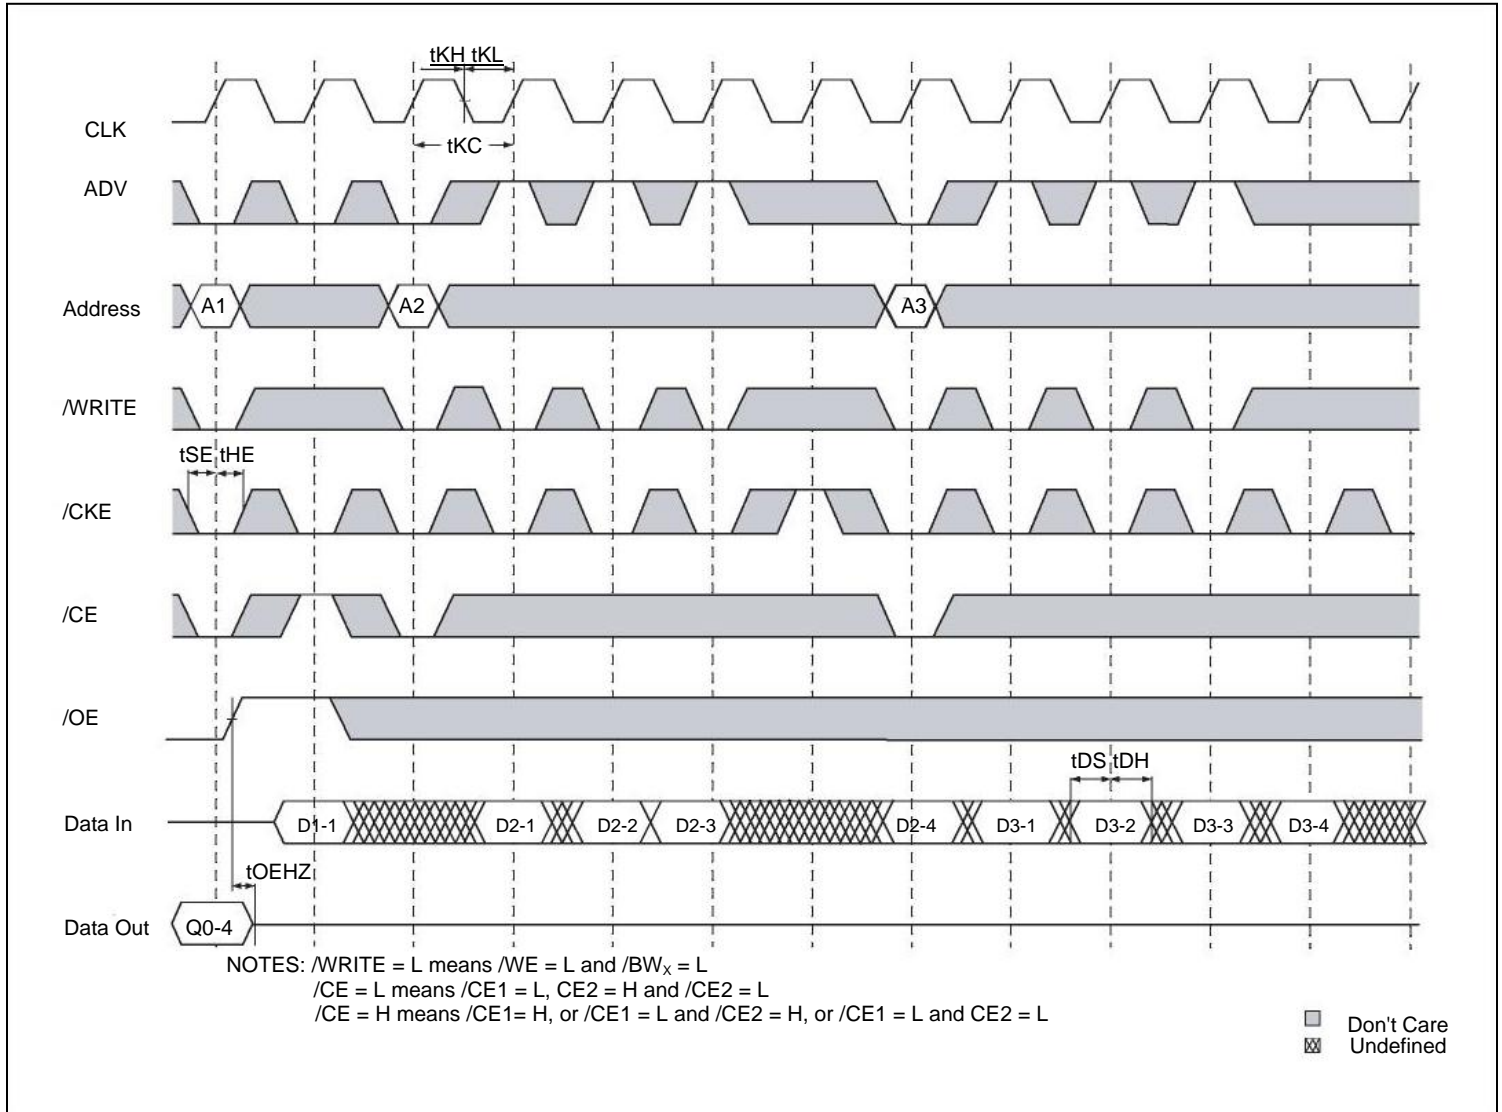 tKH tKL
CLK
tKC
ADV
Address A1 A2 A3
/WRITE
tSE tHE
/CKE
/CE
/OE
tDS tDH
Data In D1-1 D2-1 D2-2 D2-3 D2-4 D3-1 D3-2 D3-3 D3-4
tOEHZ
Data Out Q0-4
NOTES: /WRITE = L means /WE = L and /BWX = L
/CE = L means /CE1 = L, CE2 = H and /CE2 = L
/CE = H means /CE1= H, or /CE1 = L and /CE2 = H, or /CE1 = L and CE2 = L
Don't Care
Undefined